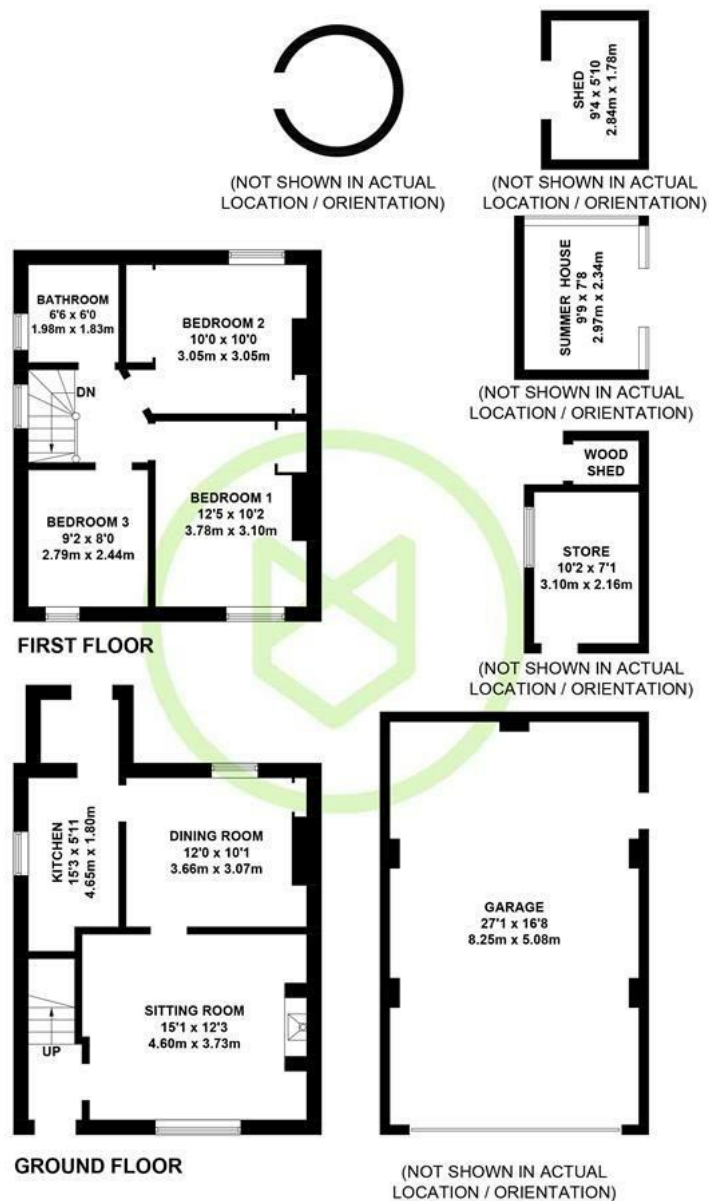 (NOT SHOWN IN ACTUAL
LOCATION / ORIENTATION)
SHED
9'4 x 5'10
2.84m x 1.78m
(NOT SHOWN IN ACTUAL
LOCATION / ORIENTATION)
SUMMER HOUSE
9'9 x 7'8
2.97m x 2.34m
(NOT SHOWN IN ACTUAL
LOCATION / ORIENTATION)
BATHROOM
6'6 x 6'0
1.98m x 1.83m
BEDROOM 2
10'0 x 10'0
3.05m x 3.05m
DN
BEDROOM 3
9'2 x 8'0
2.79m x 2.44m
BEDROOM 1
12'5 x 10'2
3.78m x 3.10m
FIRST FLOOR
WOOD
SHED
STORE
10'2 x 7'1
3.10m x 2.16m
(NOT SHOWN IN ACTUAL
LOCATION / ORIENTATION)
KITCHEN
15'3 x 5'11
4.65m x 1.80m
DINING ROOM
12'0 x 10'1
3.66m x 3.07m
SITTING ROOM
15'1 x 12'3
4.60m x 3.73m
UP
GROUND FLOOR
GARAGE
27'1 x 16'8
8.25m x 5.08m
(NOT SHOWN IN ACTUAL
LOCATION / ORIENTATION)